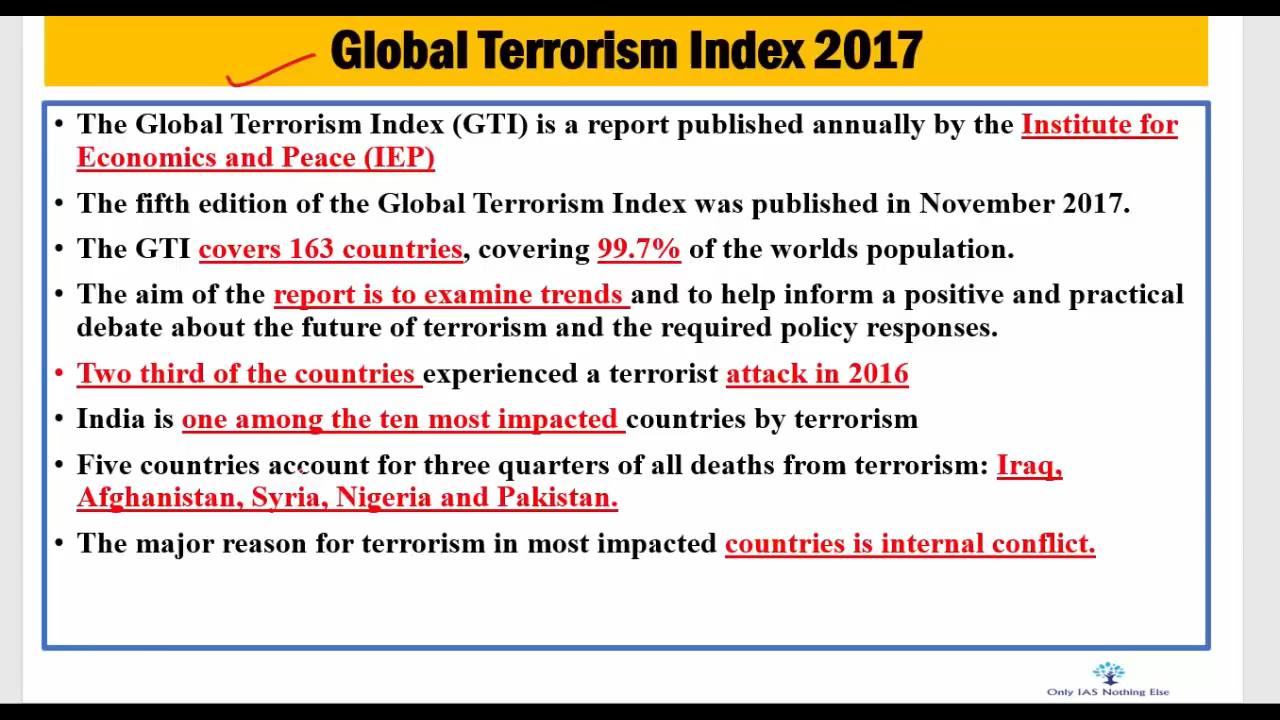 Global Terrorism Index 2017
• The Global Terrorism Index (GTI) is a report published annually by the Institute for
Economics and Peace (IEP)
• The fifth edition of the Global Terrorism Index was published in November 2017.
• The GTI covers 163 countries, covering 99.7% of the worlds population.
• The aim of the report is to examine trends and to help inform a positive and practical
debate about the future of terrorism and the required policy responses.
• Two third of the countries experienced a terrorist attack in 2016
• India is one among the ten most impacted countries by terrorism
• Five countries account for three quarters of all deaths from terrorism: Iraq,
Afghanistan, Syria, Nigeria and Pakistan.
• The major reason for terrorism in most impacted countries is internal conflict.
Only IAS Nothing Else